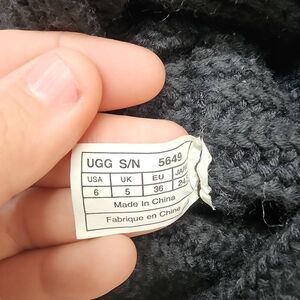 UGG S/N 5649
USA UK EU
6 5 36
Made In China
Fabrique en Chine